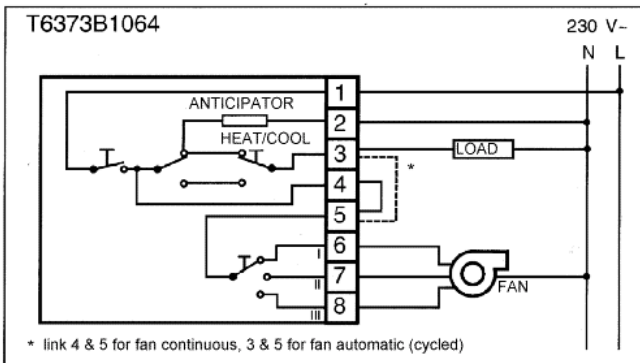 T6373B1064
230 V~
N L
1
ANTICIPATOR
2
HEAT/COOL
3
LOAD
*
4
5
6
I
7
II
FAN
8
III
* link 4 & 5 for fan continuous, 3 & 5 for fan automatic (cycled)